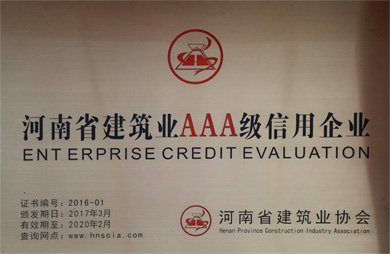 河南省建筑业AAA级信用企业
ENTERPRISE CREDIT EVALUATION
证书编号：2016-01
颁发期日：2017年3月
有效期至：2020年2月
查询网点：www.hnscia.com
河南省建筑业协会
Henan Province Construction Industry Association